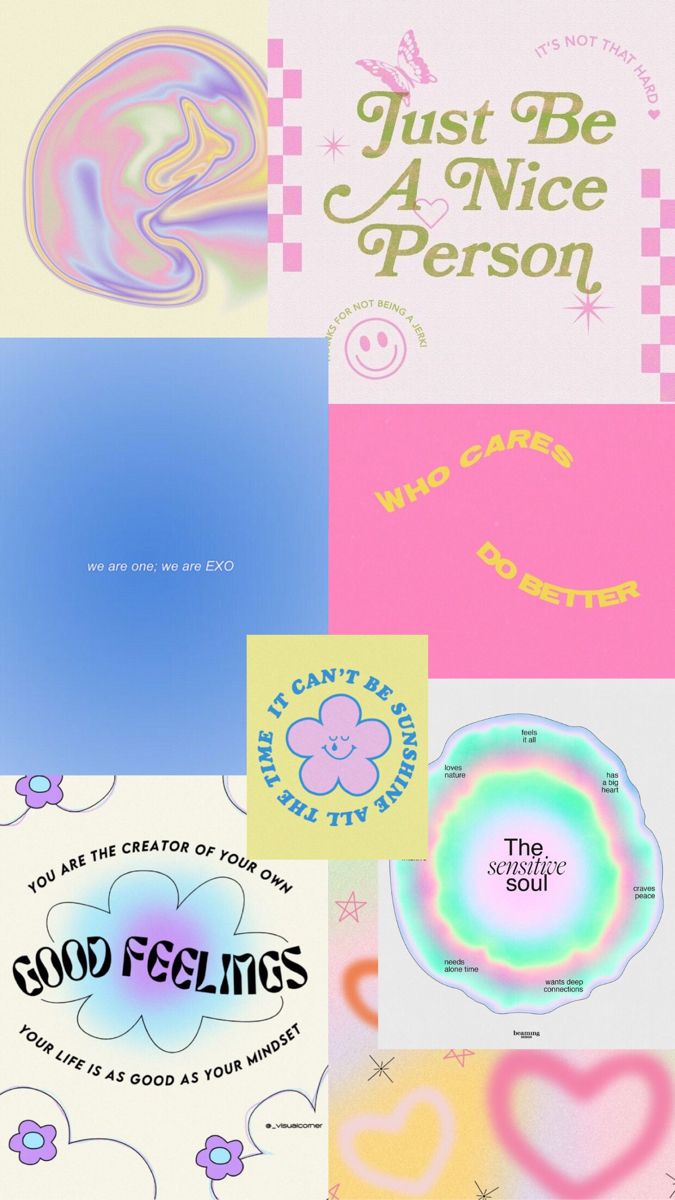 IT'S NOT THAT HARD
Just Be
A Nice
Person
THANKS FOR NOT BEING A JERK!
WHO CARES
DO BETTER
we are one; we are EXO
IT CAN'T BE SUNSHINE ALL THE TIME
feels
it all
loves
nature
has
a big
heart
The
sensitive
soul
craves
peace
needs
alone time
wants deep
connections
beaming
DESIGN
YOU ARE THE CREATOR OF YOUR OWN
GOOD FEELINGS
YOUR LIFE IS AS GOOD AS YOUR MINDSET
@_visualcorner